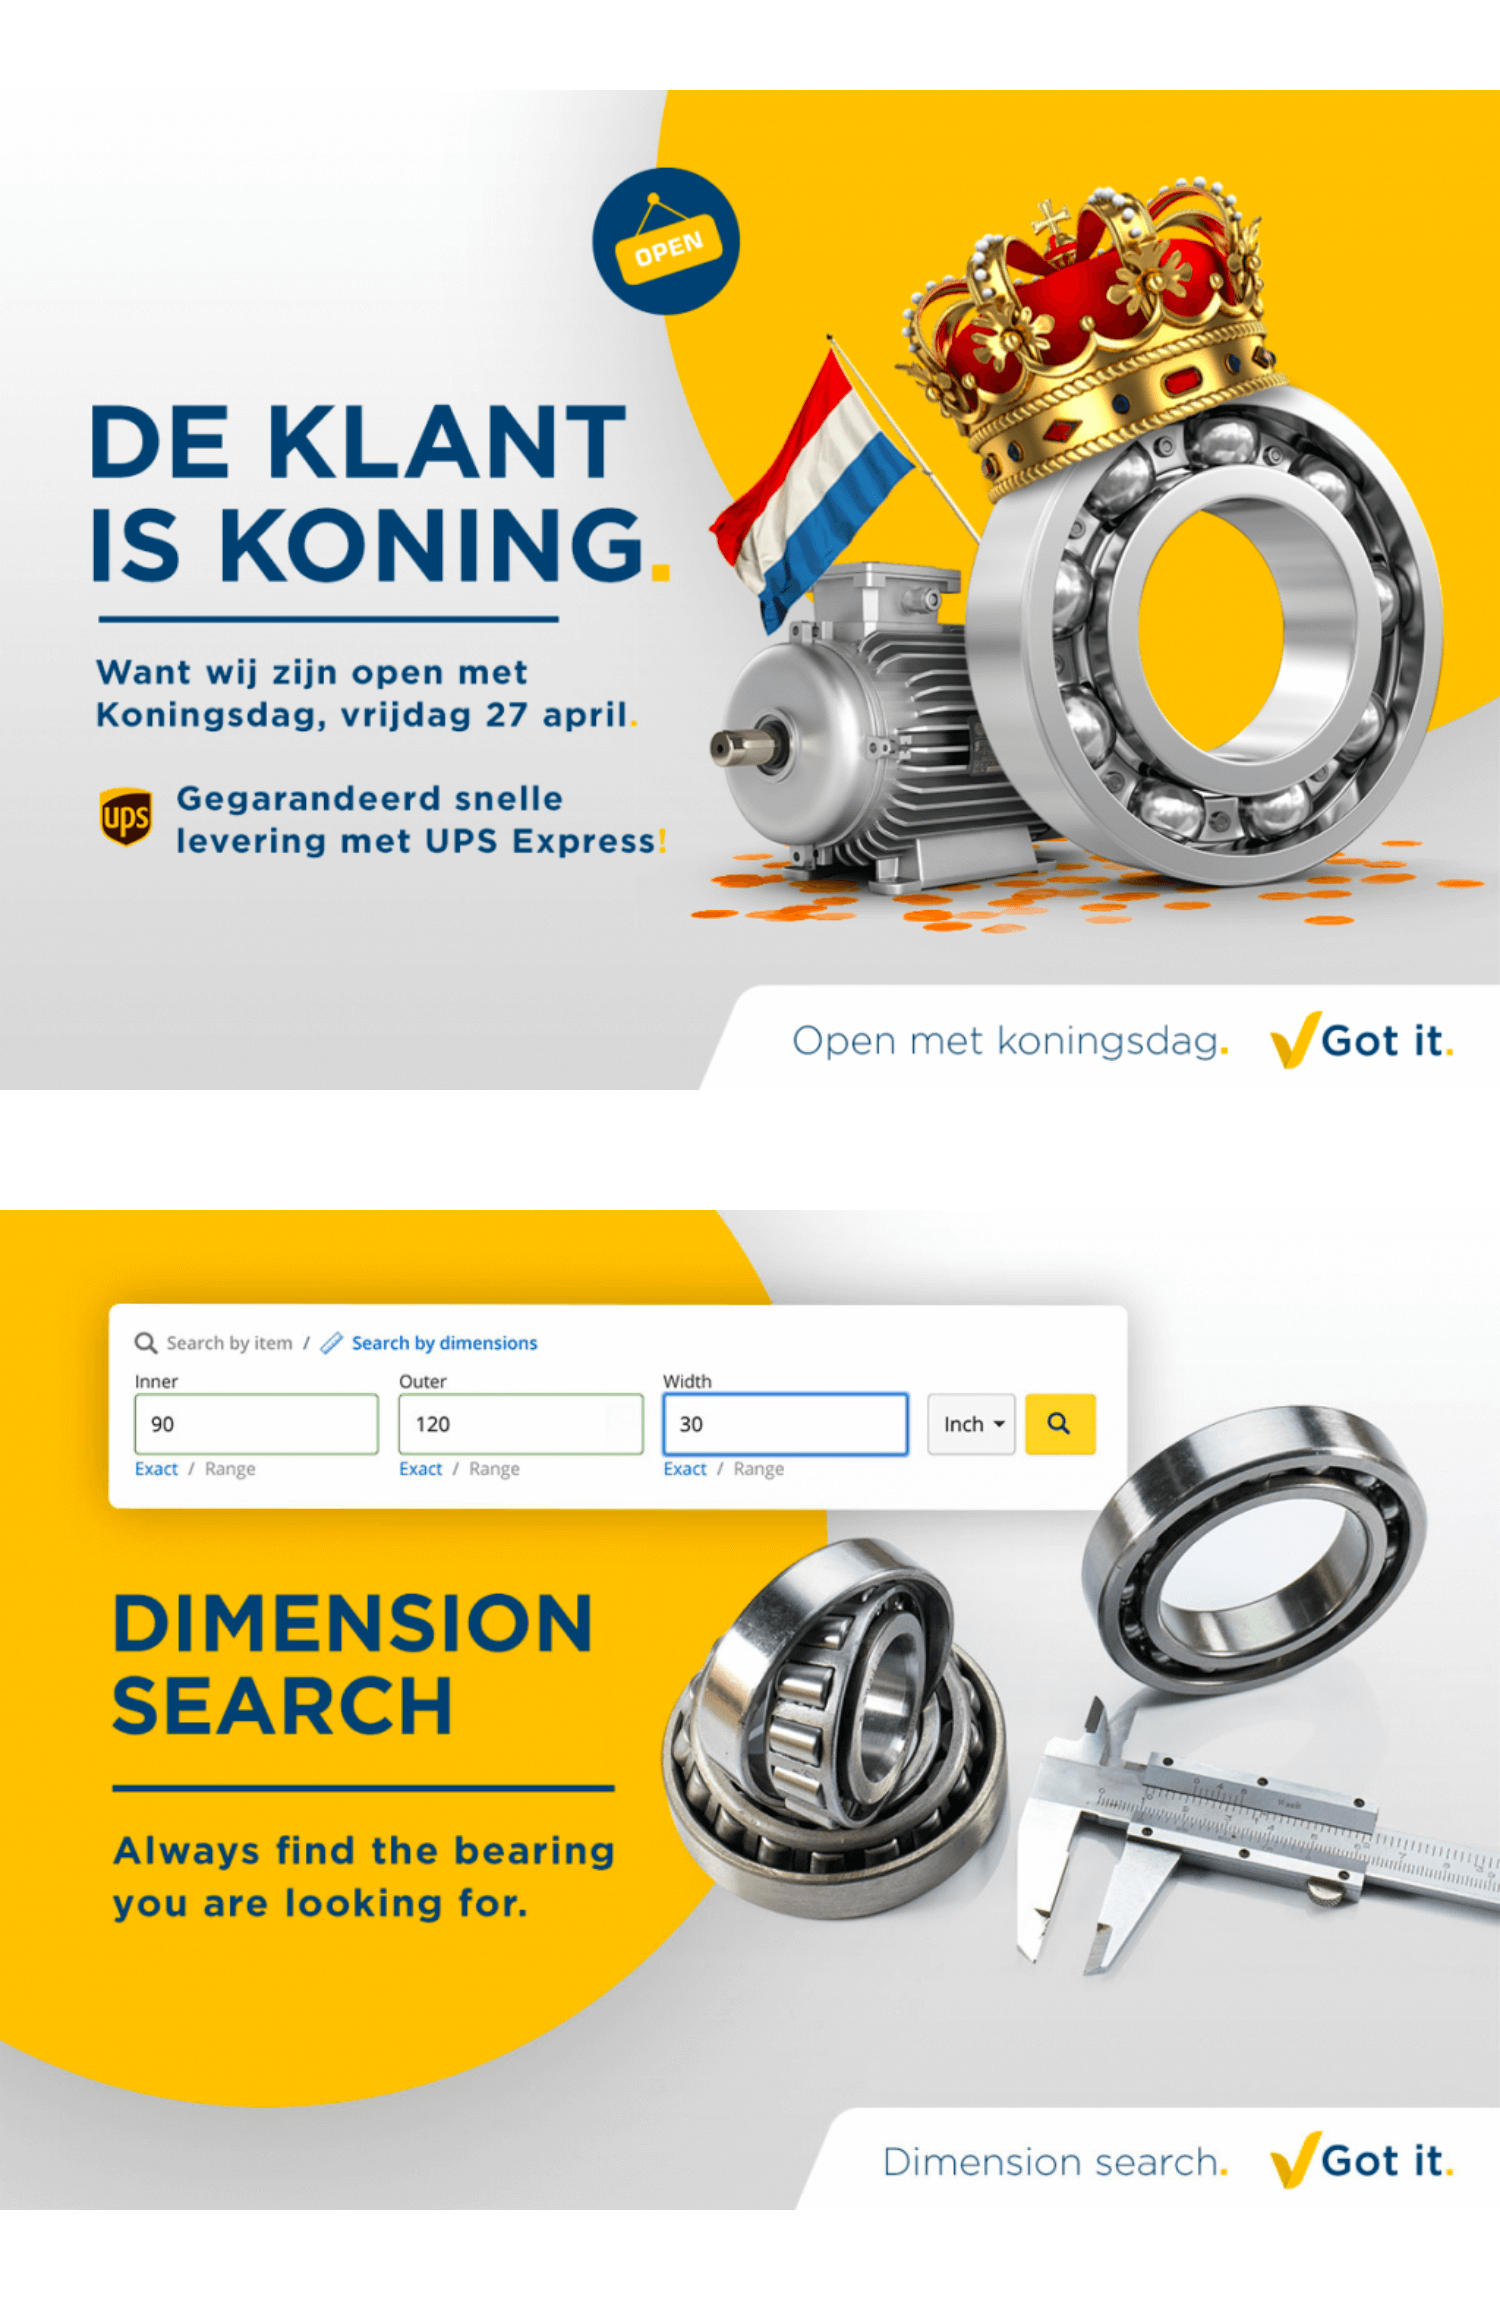 OPEN
DE KLANT
IS KONING.
Want wij zijn open met
Koningsdag, vrijdag 27 april.
ups
Gegarandeerd snelle
levering met UPS Express!
Open met koningsdag.
Got it.
Search by item / Search by dimensions
Inner Outer Width
90 120 30 Inch
Exact / Range Exact / Range Exact / Range
DIMENSION
SEARCH
Always find the bearing
you are looking for.
Dimension search.
Got it.